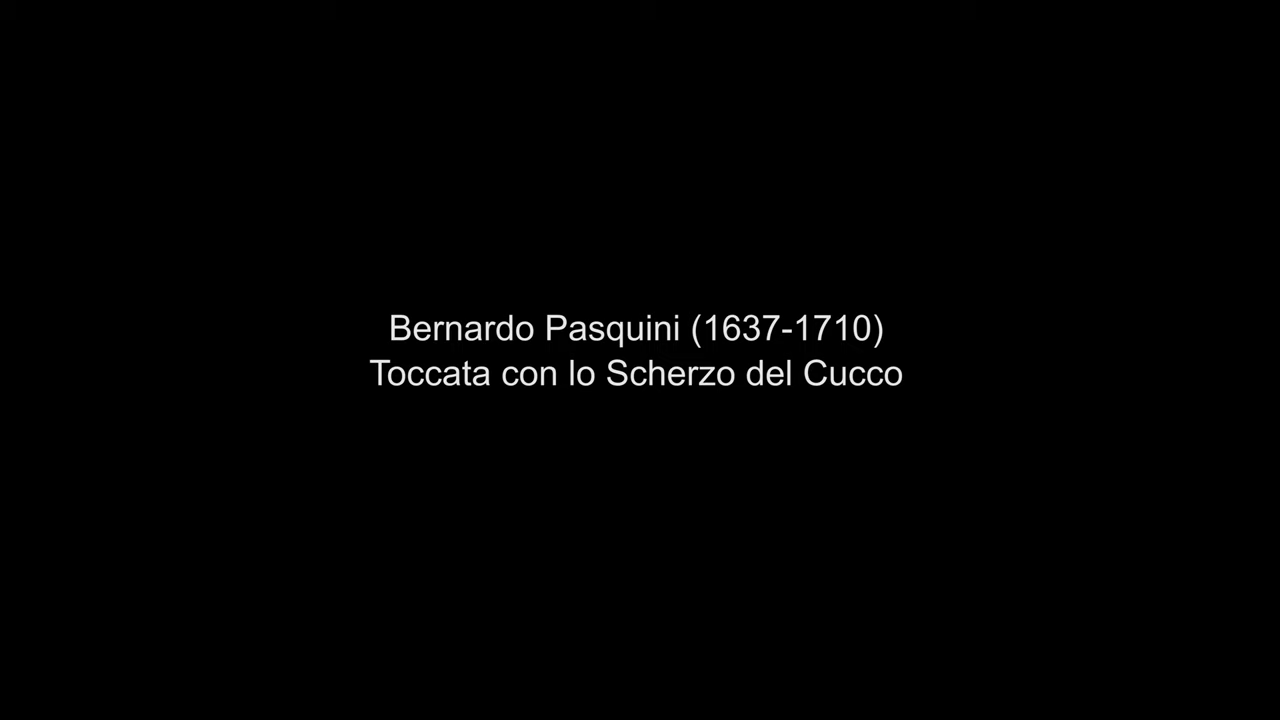 Bernardo Pasquini (1637-1710)
Toccata con lo Scherzo del Cucco